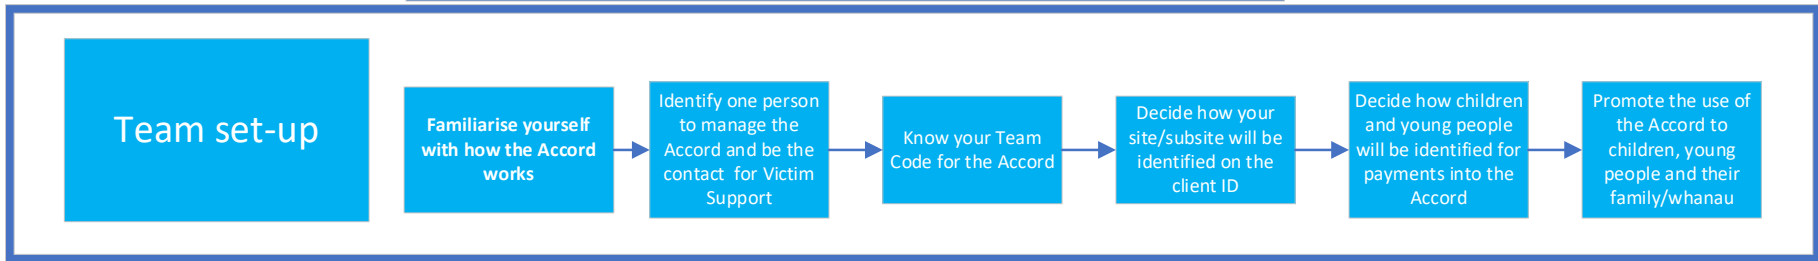 Team set-up
Familiarise yourself
with how the Accord
works
Identify one person
to manage the
Accord and be the
contact for Victim
Support
Know your Team
Code for the Accord
Decide how your
site/subsite will be
identified on the
client ID
Decide how children
and young people
will be identified for
payments into the
Accord
Promote the use of
the Accord to
children, young
people and their
family/whanau